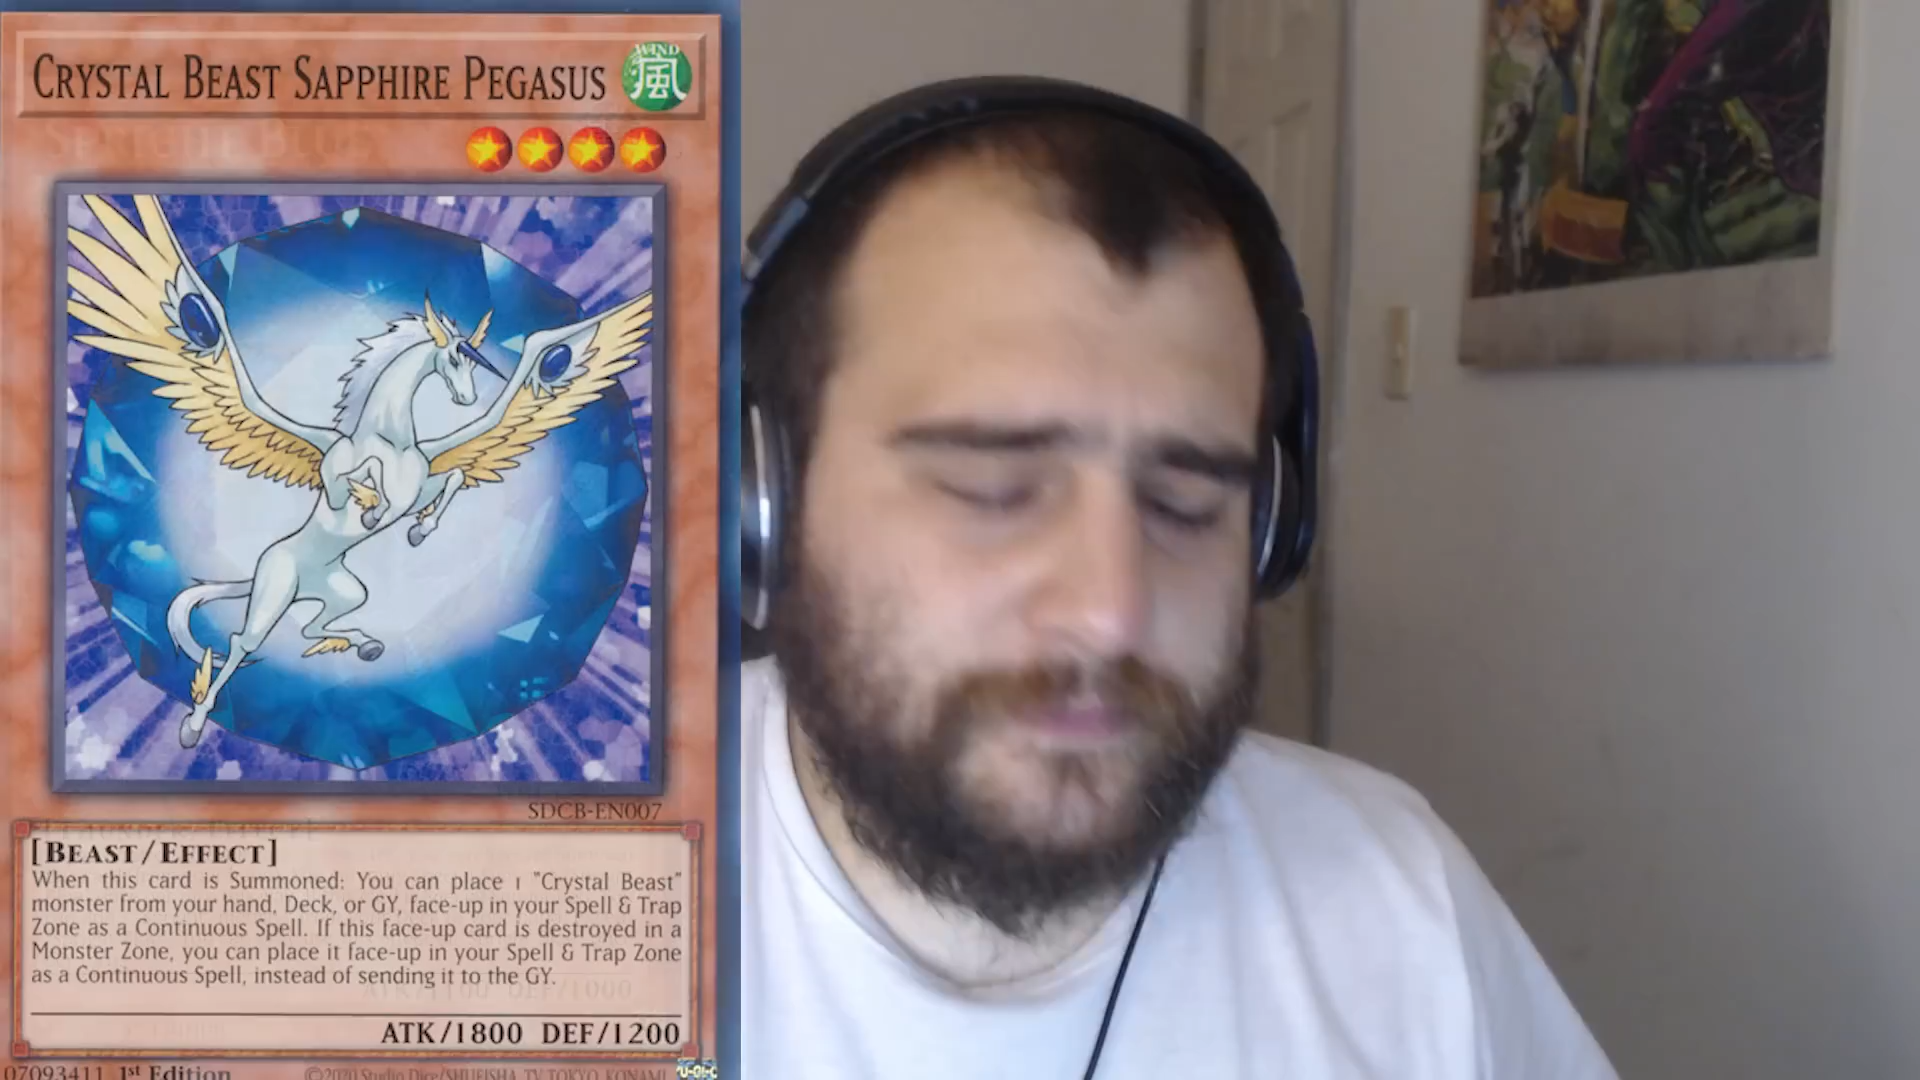 CRYSTAL BEAST SAPPHIRE PEGASUS
WIND
風
SDCB-EN007
[BEAST/EFFECT]
When this card is Summoned: You can place 1 "Crystal Beast"
monster from your hand, Deck, or GY, face-up in your Spell & Trap
Zone as a Continuous Spell. If this face-up card is destroyed in a
Monster Zone, you can place it face-up in your Spell & Trap Zone
as a Continuous Spell, instead of sending it to the GY.
ATK/1800 DEF/1200
07093411 1st Edition
©2020 Studio Dice/SHUEISHA, TV TOKYO, KONAMI